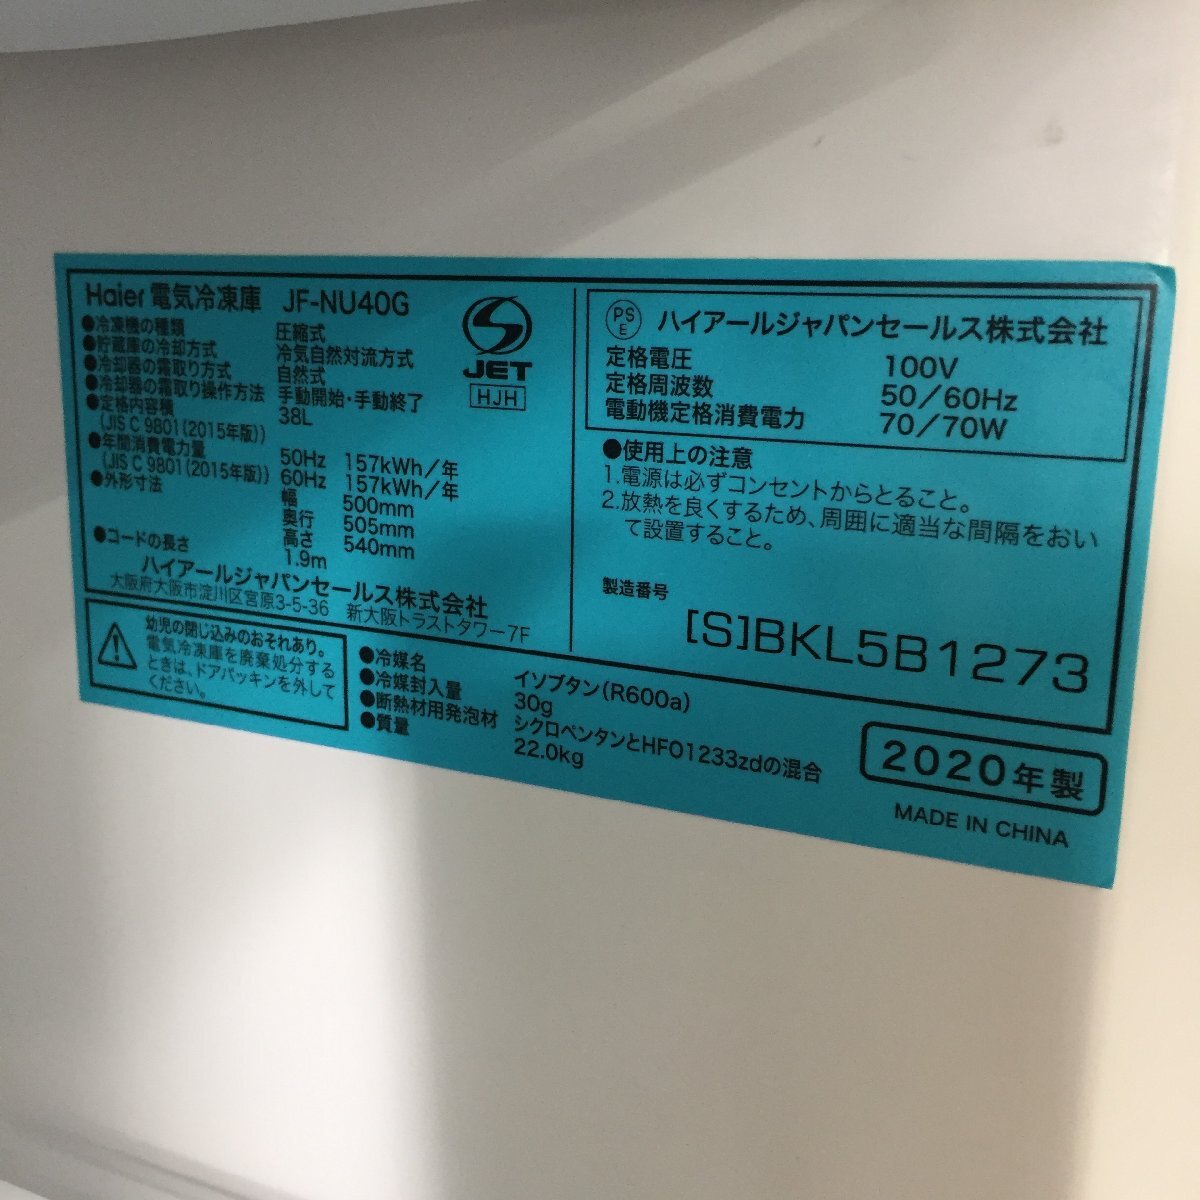 Haier 電気冷凍庫 JF-NU40G
●冷凍機の種類 圧縮式
●貯蔵庫の冷却方式 冷気自然対流方式
●冷却器の霜取り方式 自然式
●冷却器の霜取り操作方法 手動開始・手動終了
●定格内容積 38L
(JIS C 9801(2015年版))
●年間消費電力量 50Hz 157kWh/年
(JIS C 9801(2015年版)) 60Hz 157kWh/年
●外形寸法 幅 500mm
奥行 505mm
高さ 540mm
●コードの長さ 1.9m
ハイアールジャパンセールス株式会社
大阪府大阪市淀川区宮原3-5-36 新大阪トラストタワー7F
S
JET
HJH
PS
E
ハイアールジャパンセールス株式会社
定格電圧 100V
定格周波数 50/60Hz
電動機定格消費電力 70/70W
●使用上の注意
1.電源は必ずコンセントからとること。
2.放熱を良くするため、周囲に適当な間隔をおい
て設置すること。
製造番号
[S]BKL5B1273
幼児の閉じ込みのおそれあり。
電気冷凍庫を廃棄処分する
ときは、ドアパッキンを外して
ください。
●冷媒名 イソブタン(R600a)
●冷媒封入量 30g
●断熱材用発泡材 シクロペンタンとHFO1233zdの混合
●質量 22.0kg
2020年製
MADE IN CHINA